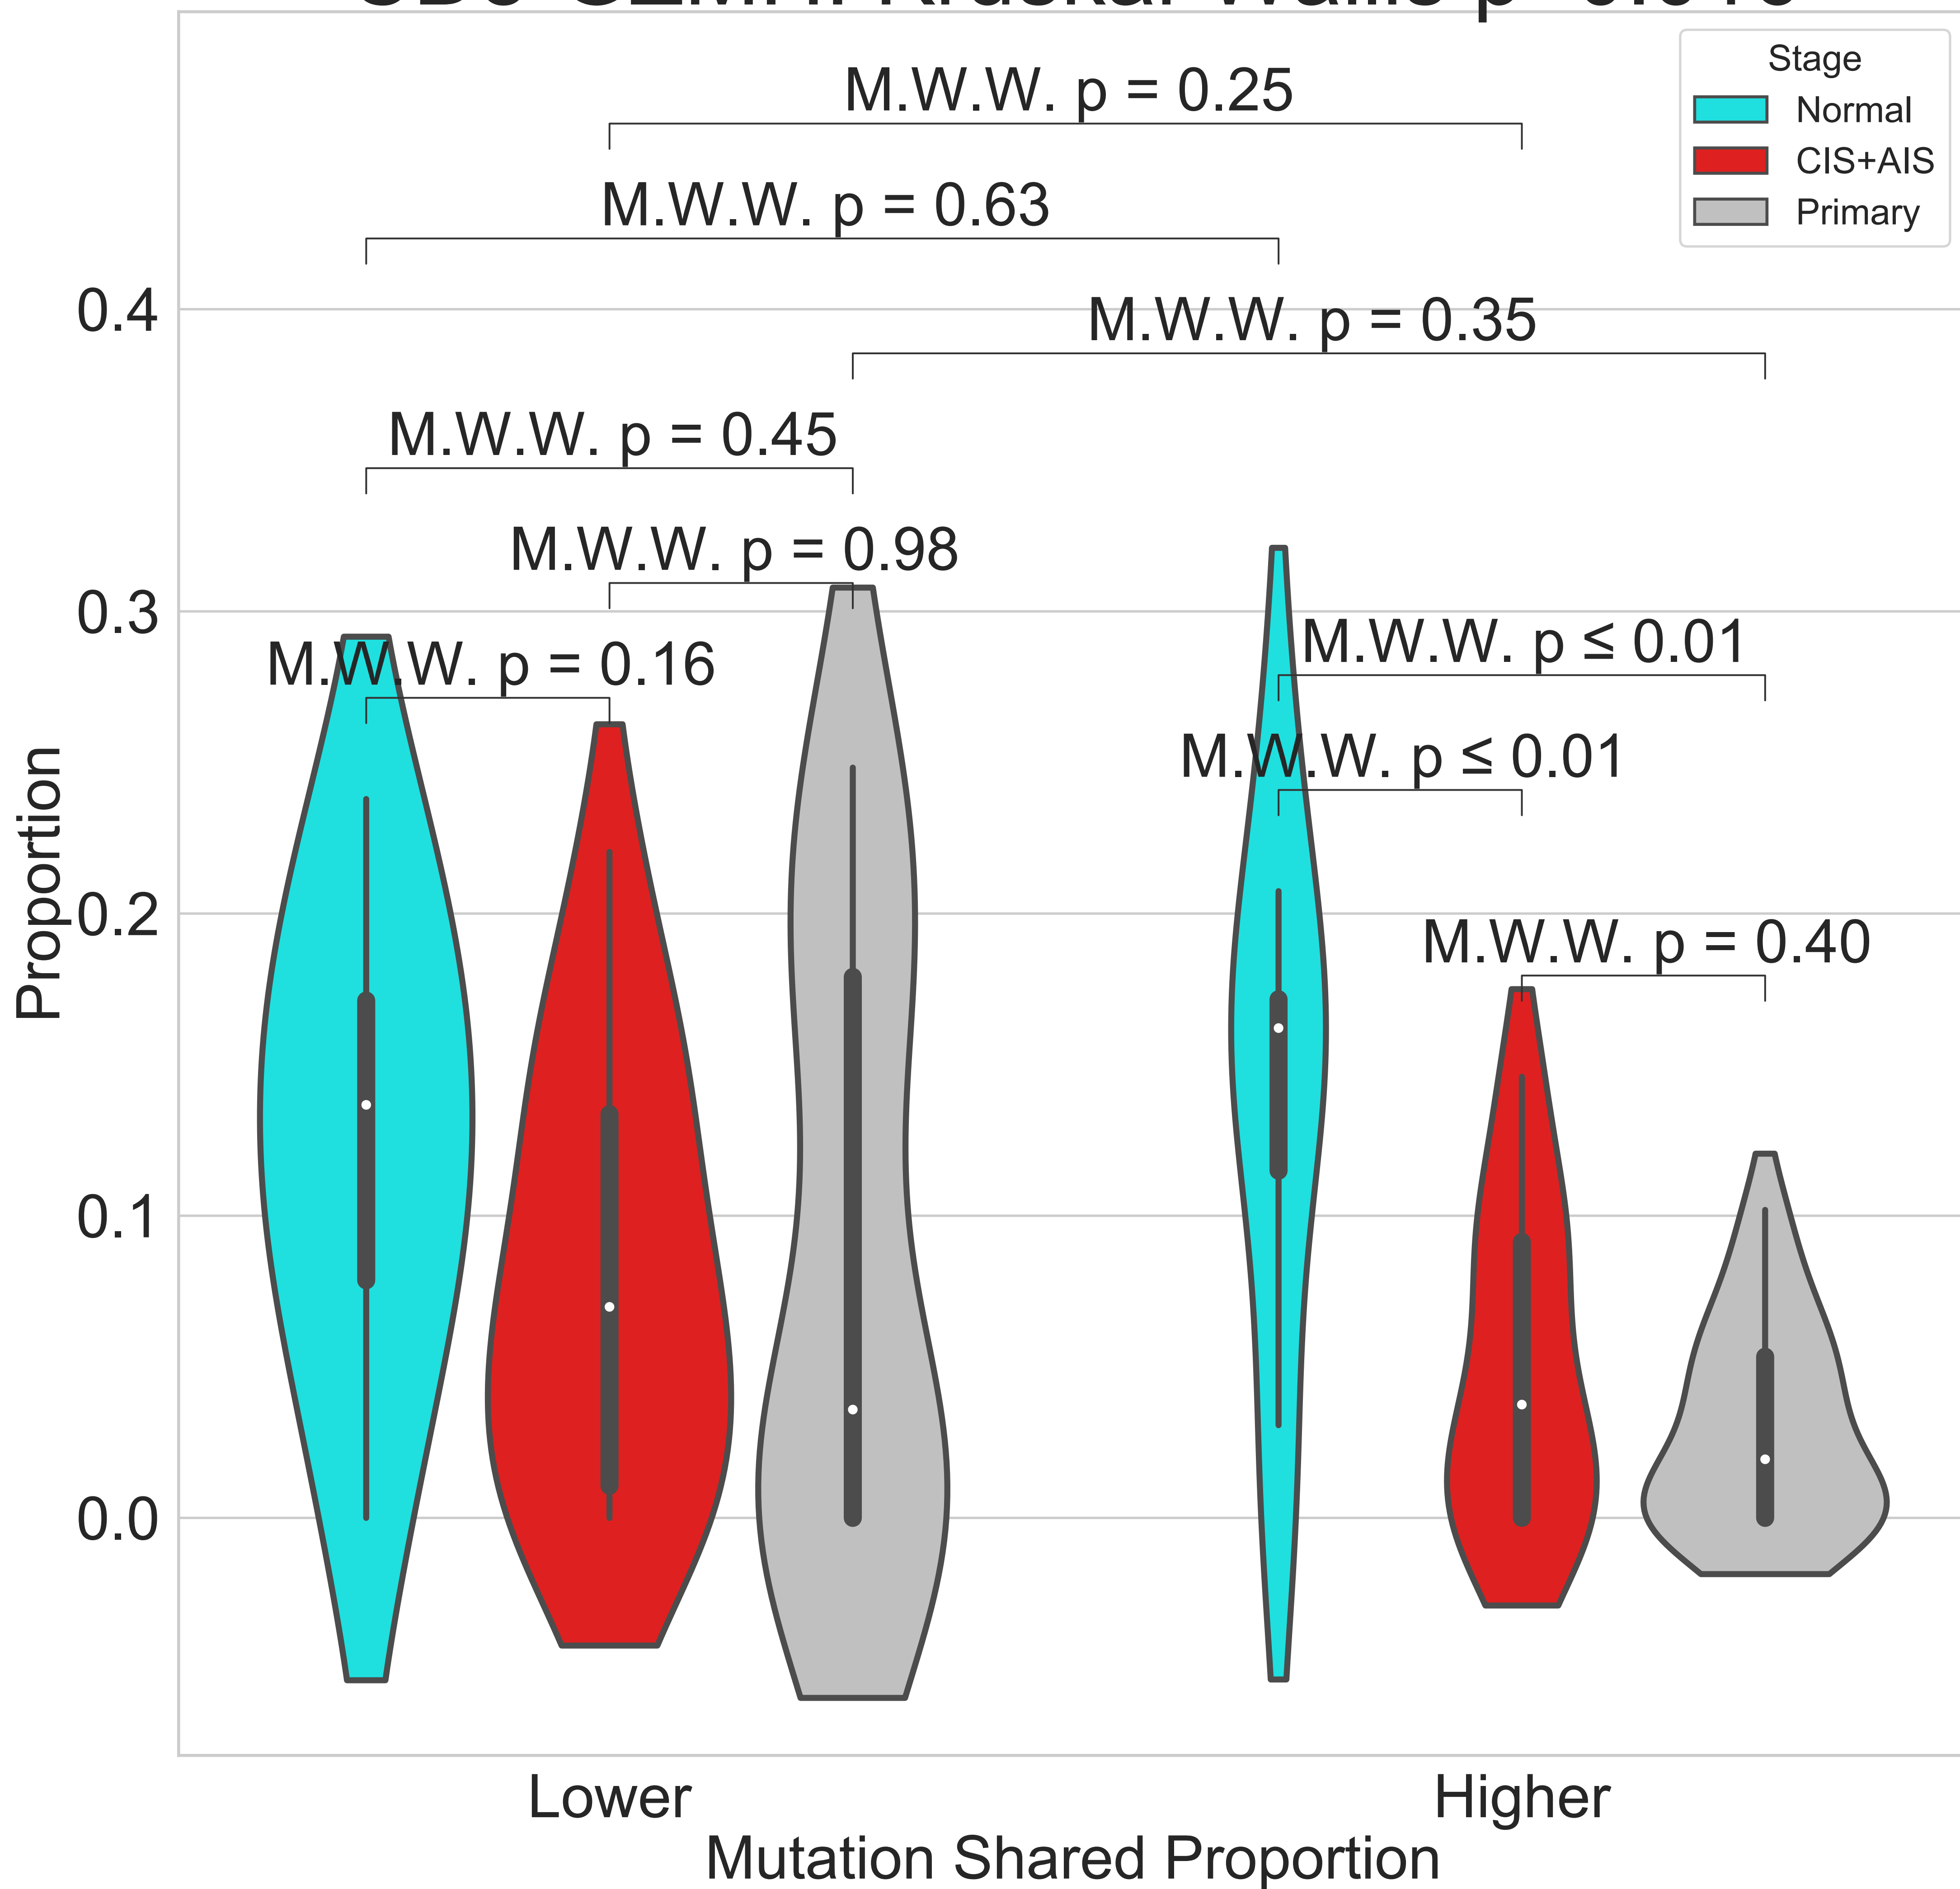 Stage
Normal
CIS+AIS
Primary
M.W.W. p = 0.25
M.W.W. p = 0.63
M.W.W. p = 0.35
M.W.W. p = 0.45
M.W.W. p = 0.98
M.W.W. p = 0.16
M.W.W. p ≤ 0.01
M.W.W. p ≤ 0.01
M.W.W. p = 0.40
0.4
0.3
0.2
0.1
0.0
Proportion
Lower
Higher
Mutation Shared Proportion